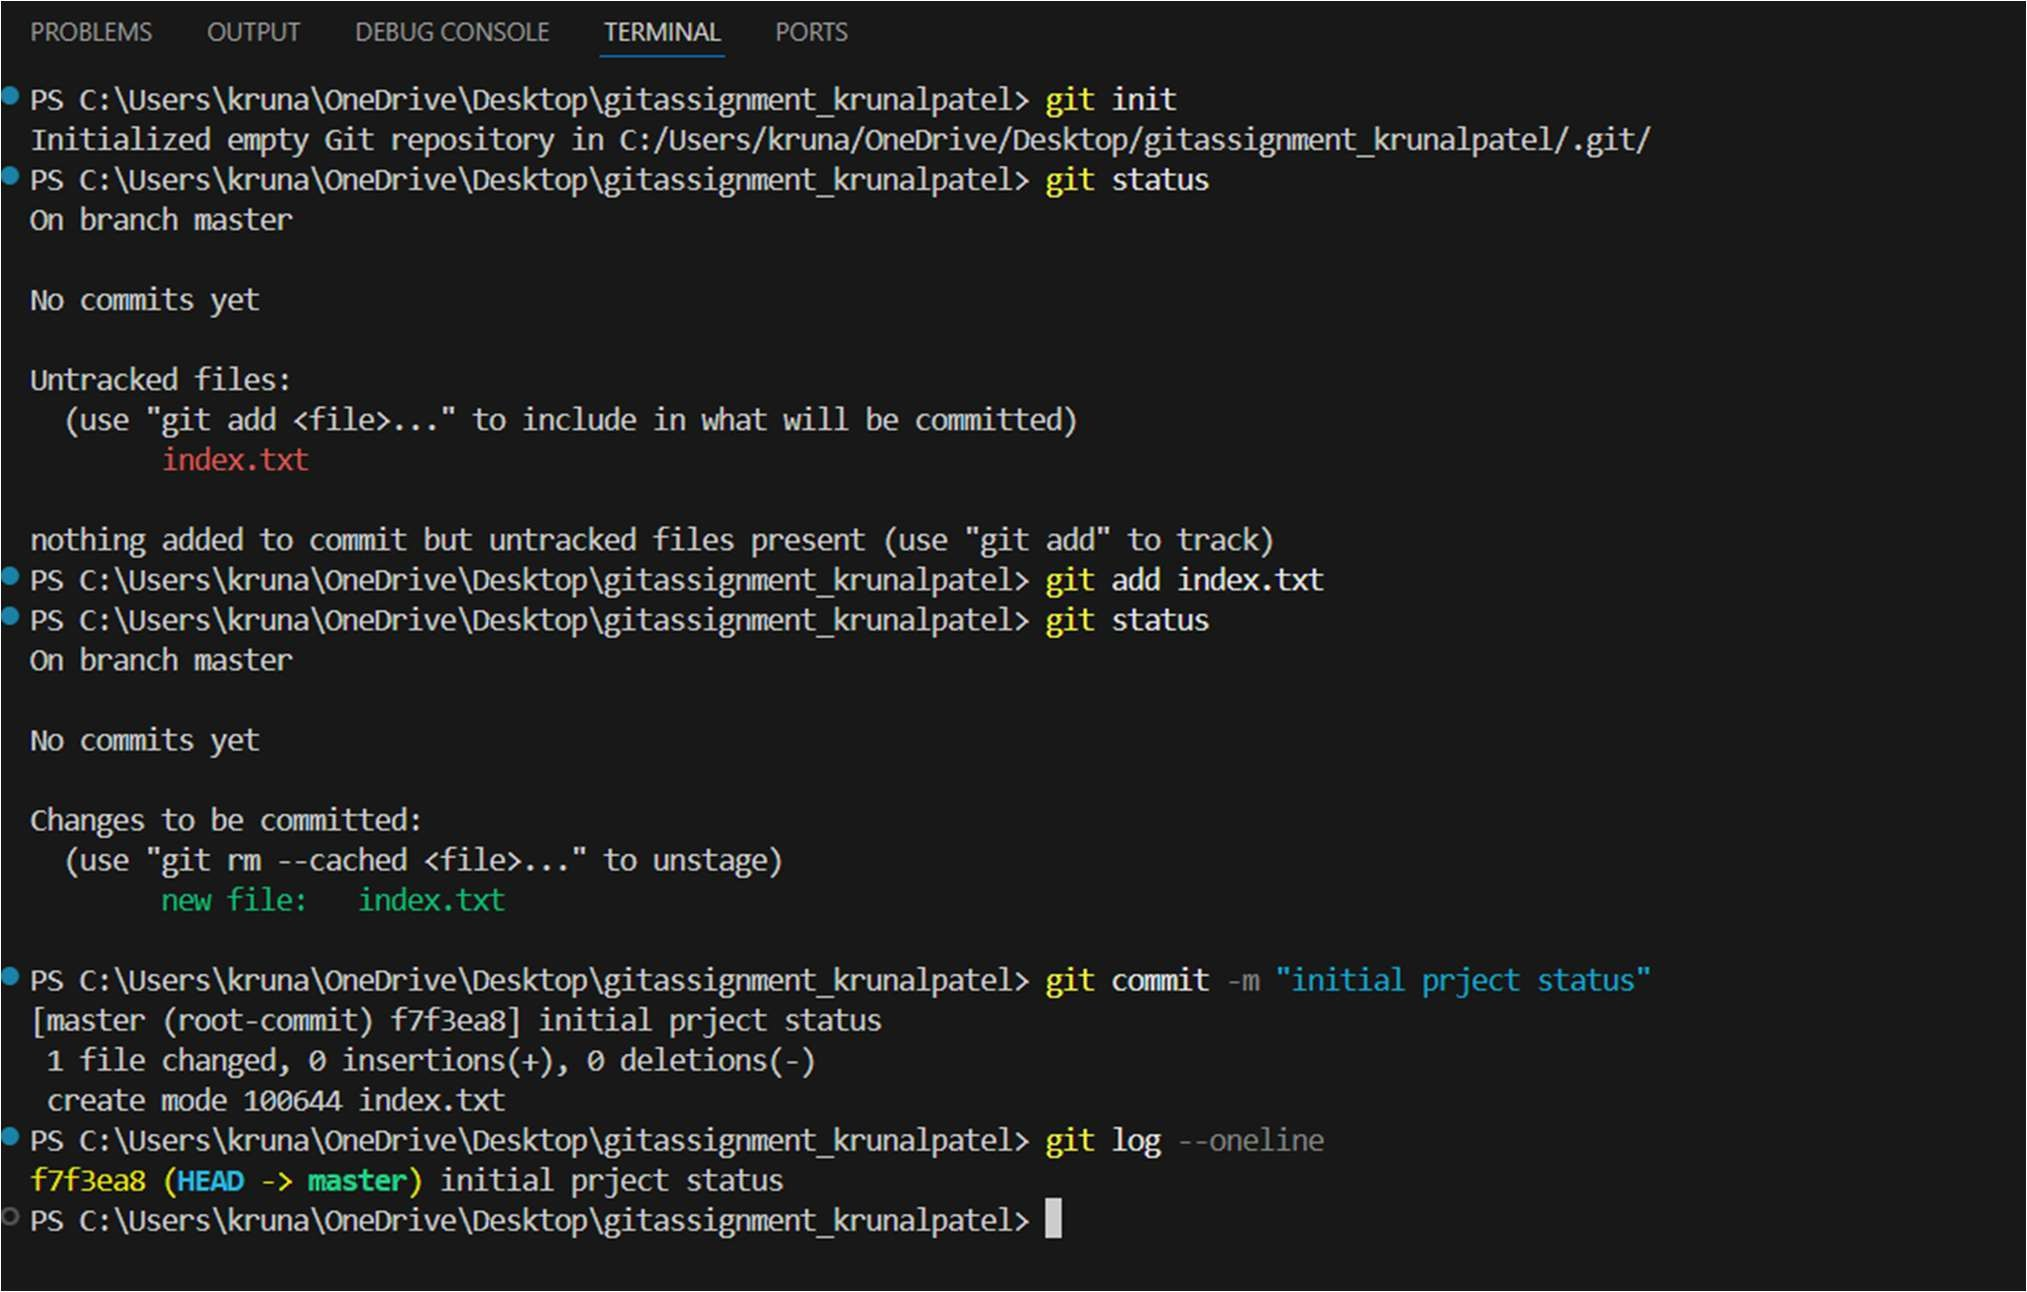 PROBLEMS OUTPUT DEBUG CONSOLE TERMINAL PORTS
PS C:\Users\kruna\OneDrive\Desktop\gitassignment_krunalpatel> git init
Initialized empty Git repository in C:/Users/kruna/OneDrive/Desktop/gitassignment_krunalpatel/.git/
PS C:\Users\kruna\OneDrive\Desktop\gitassignment_krunalpatel> git status
On branch master
No commits yet
Untracked files:
  (use "git add <file>..." to include in what will be committed)
        index.txt
nothing added to commit but untracked files present (use "git add" to track)
PS C:\Users\kruna\OneDrive\Desktop\gitassignment_krunalpatel> git add index.txt
PS C:\Users\kruna\OneDrive\Desktop\gitassignment_krunalpatel> git status
On branch master
No commits yet
Changes to be committed:
  (use "git rm --cached <file>..." to unstage)
        new file:   index.txt
PS C:\Users\kruna\OneDrive\Desktop\gitassignment_krunalpatel> git commit -m "initial prject status"
[master (root-commit) f7f3ea8] initial prject status
 1 file changed, 0 insertions(+), 0 deletions(-)
 create mode 100644 index.txt
PS C:\Users\kruna\OneDrive\Desktop\gitassignment_krunalpatel> git log --oneline
f7f3ea8 (HEAD -> master) initial prject status
PS C:\Users\kruna\OneDrive\Desktop\gitassignment_krunalpatel>